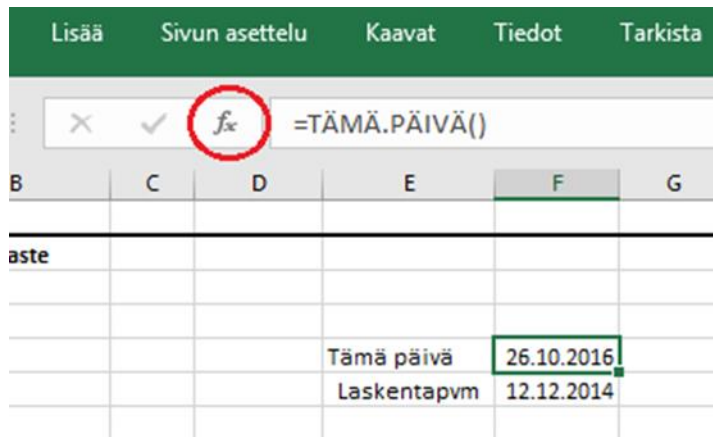 Lisää Sivun asettelu Kaavat Tiedot Tarkista
fx =TÄMÄ.PÄIVÄ()
B C D E F G
aste
Tämä päivä 26.10.2016
Laskentapvm 12.12.2014